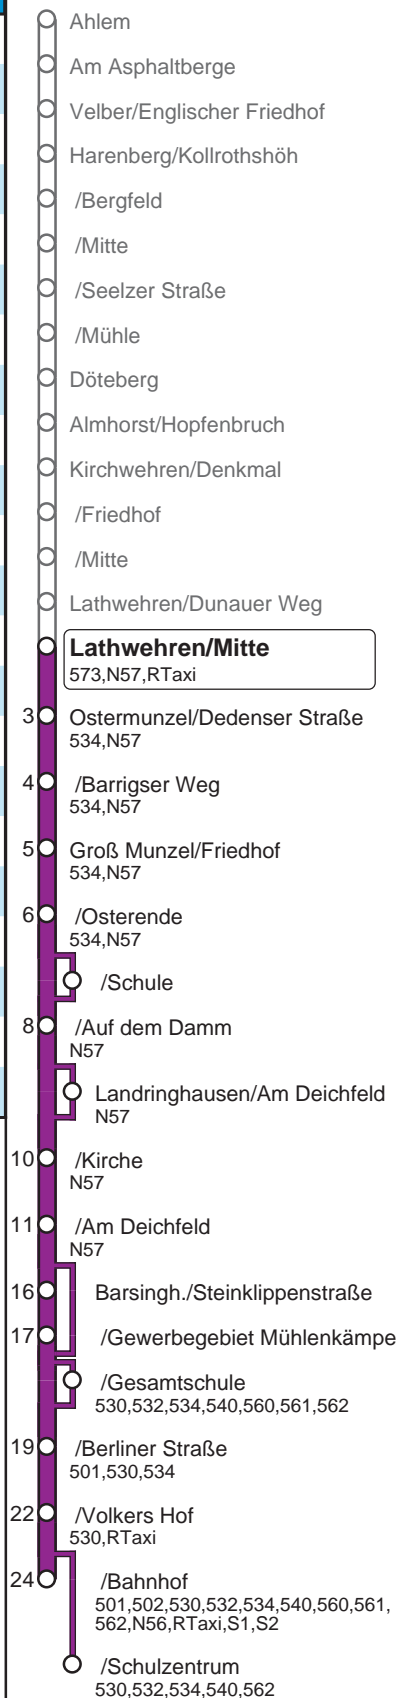 Ahlem
Am Asphaltberge
Velber/Englischer Friedhof
Harenberg/Kollrothshöh
/Bergfeld
/Mitte
/Seelzer Straße
/Mühle
Döteberg
Almhorst/Hopfenbruch
Kirchwehren/Denkmal
/Friedhof
/Mitte
Lathwehren/Dunauer Weg
Lathwehren/Mitte
573,N57,RTaxi
3 Ostermunzel/Dedenser Straße
534,N57
4 /Barrigser Weg
534,N57
5 Groß Munzel/Friedhof
534,N57
6 /Osterende
534,N57
/Schule
8 /Auf dem Damm
N57
Landringhausen/Am Deichfeld
N57
10 /Kirche
N57
11 /Am Deichfeld
N57
16 Barsingh./Steinklippenstraße
17 /Gewerbegebiet Mühlenkämpe
/Gesamtschule
530,532,534,540,560,561,562
19 /Berliner Straße
501,530,534
22 /Volkers Hof
530,RTaxi
24 /Bahnhof
501,502,530,532,534,540,560,561,
562,N56,RTaxi,S1,S2
/Schulzentrum
530,532,534,540,562